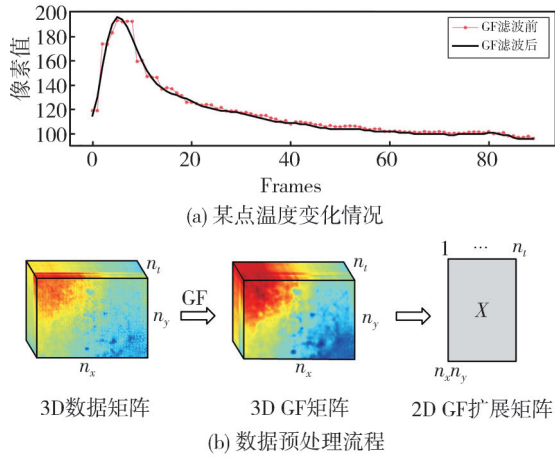 200
180
160
140
120
100
像素值
GF滤波前
GF滤波后
0
20
40
60
80
Frames
(a) 某点温度变化情况
n_t
n_y
n_x
GF
n_t
n_y
n_x
1 ··· n_t
X
n_xn_y
3D数据矩阵
3D GF矩阵
2D GF扩展矩阵
(b) 数据预处理流程